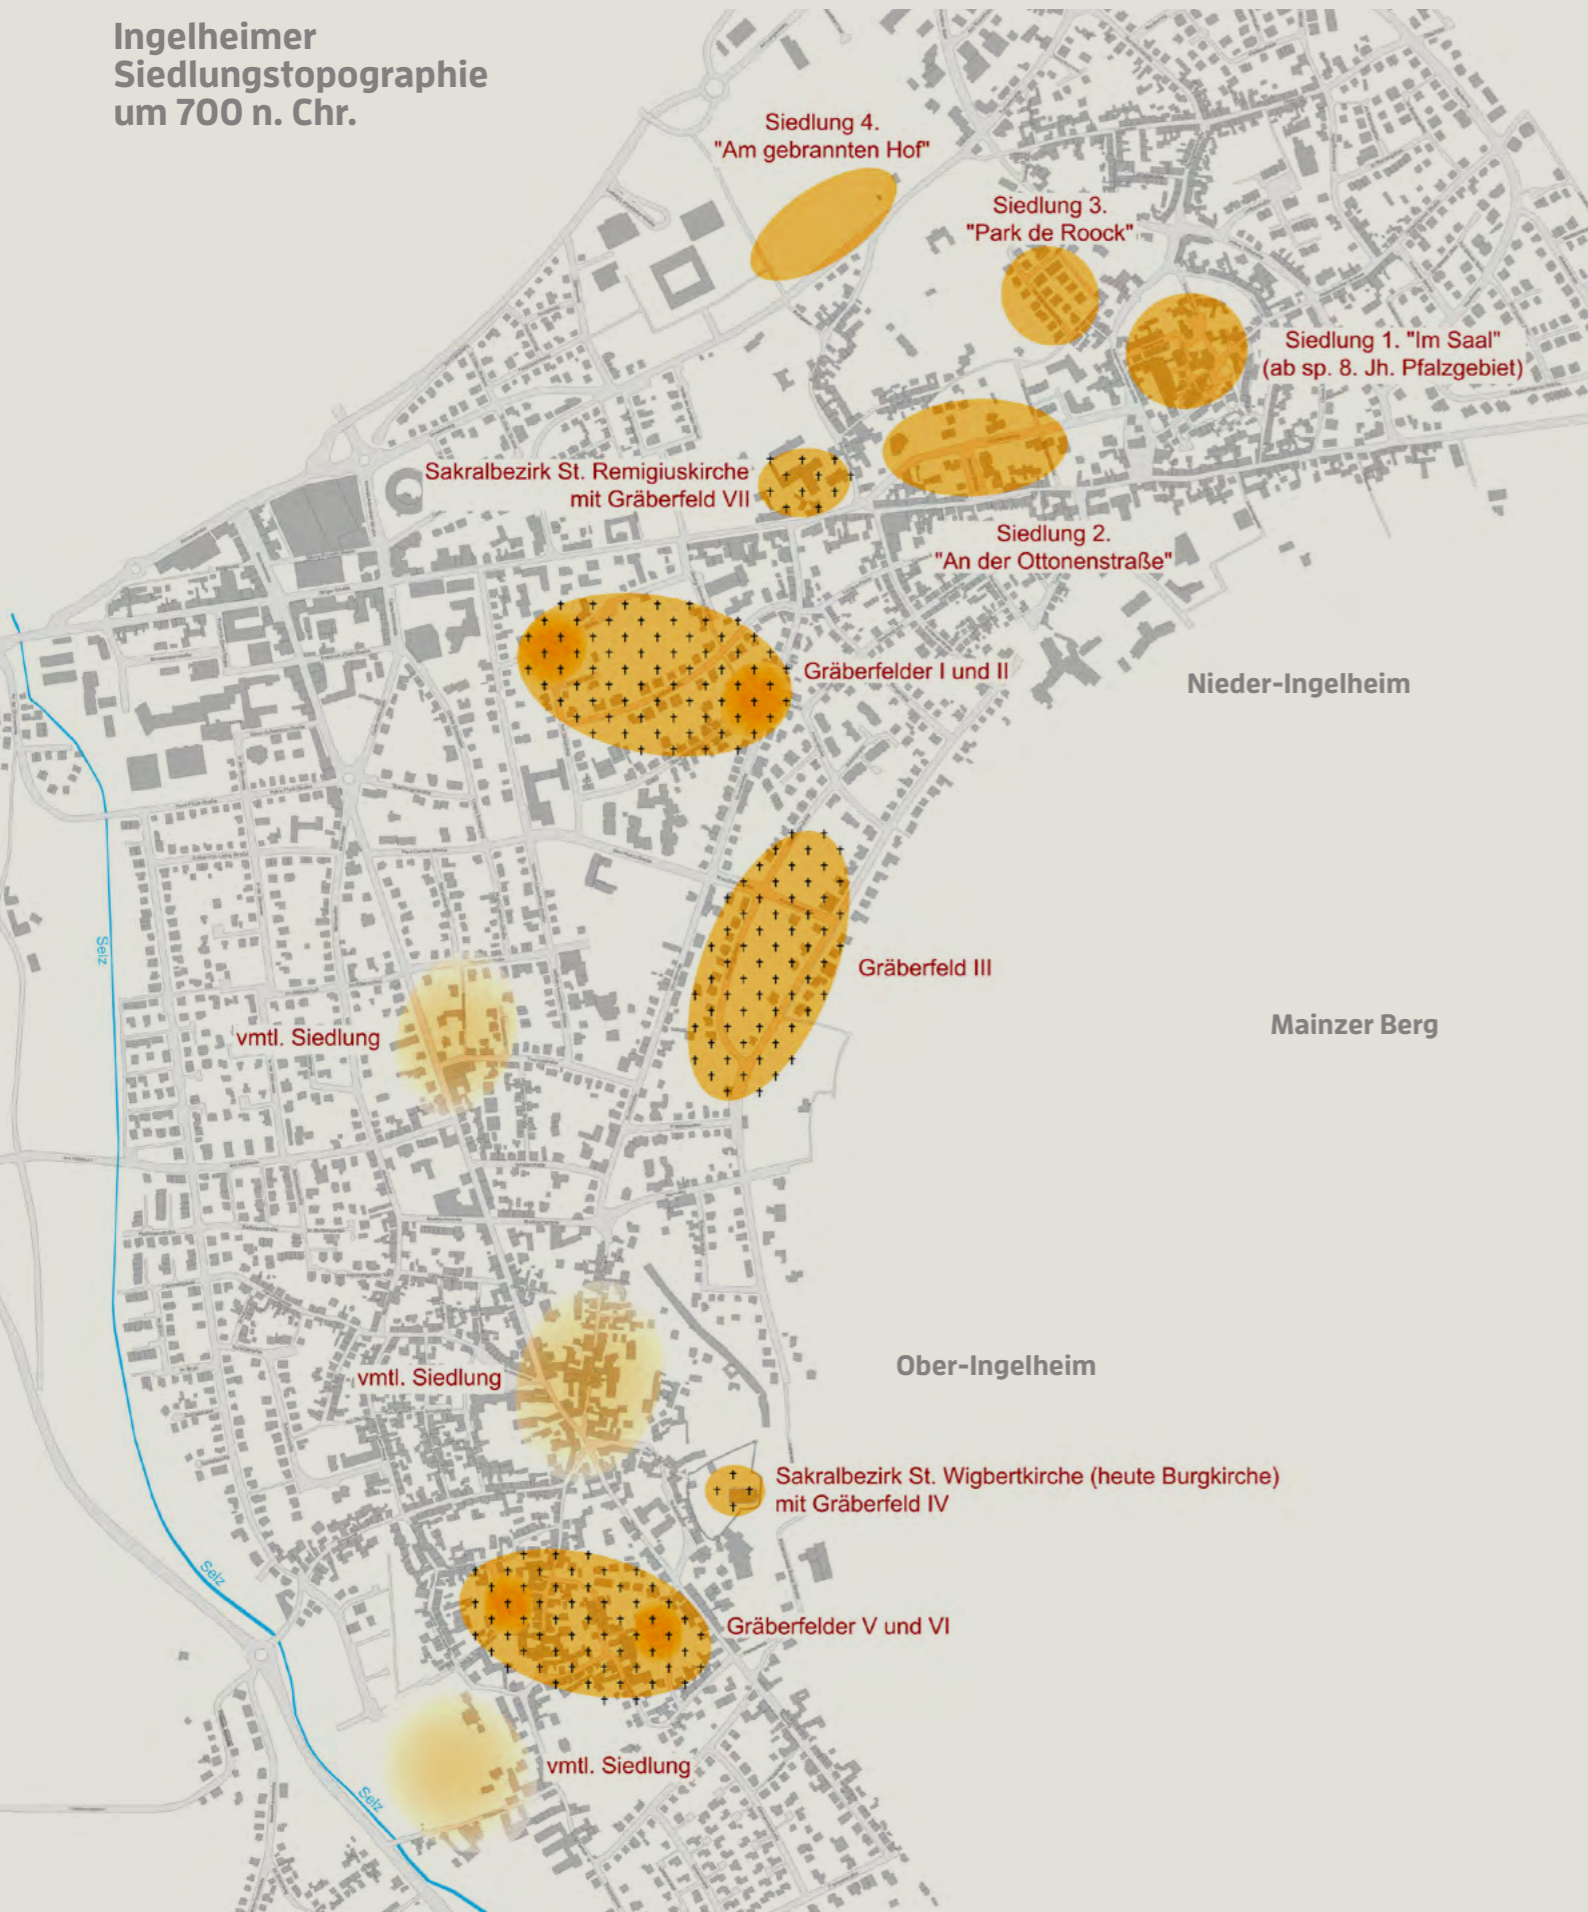 Ingelheimer
Siedlungstopographie
um 700 n. Chr.
Siedlung 4.
"Am gebrannten Hof"
Siedlung 3.
"Park de Roock"
Siedlung 1. "Im Saal"
(ab sp. 8. Jh. Pfalzgebiet)
Sakralbezirk St. Remigiuskirche
mit Gräberfeld VII
Siedlung 2.
"An der Ottonenstraße"
Gräberfelder I und II
Nieder-Ingelheim
Selz
Gräberfeld III
vmtl. Siedlung
Mainzer Berg
Ober-Ingelheim
vmtl. Siedlung
Sakralbezirk St. Wigbertkirche (heute Burgkirche)
mit Gräberfeld IV
Selz
Gräberfelder V und VI
vmtl. Siedlung
Selz